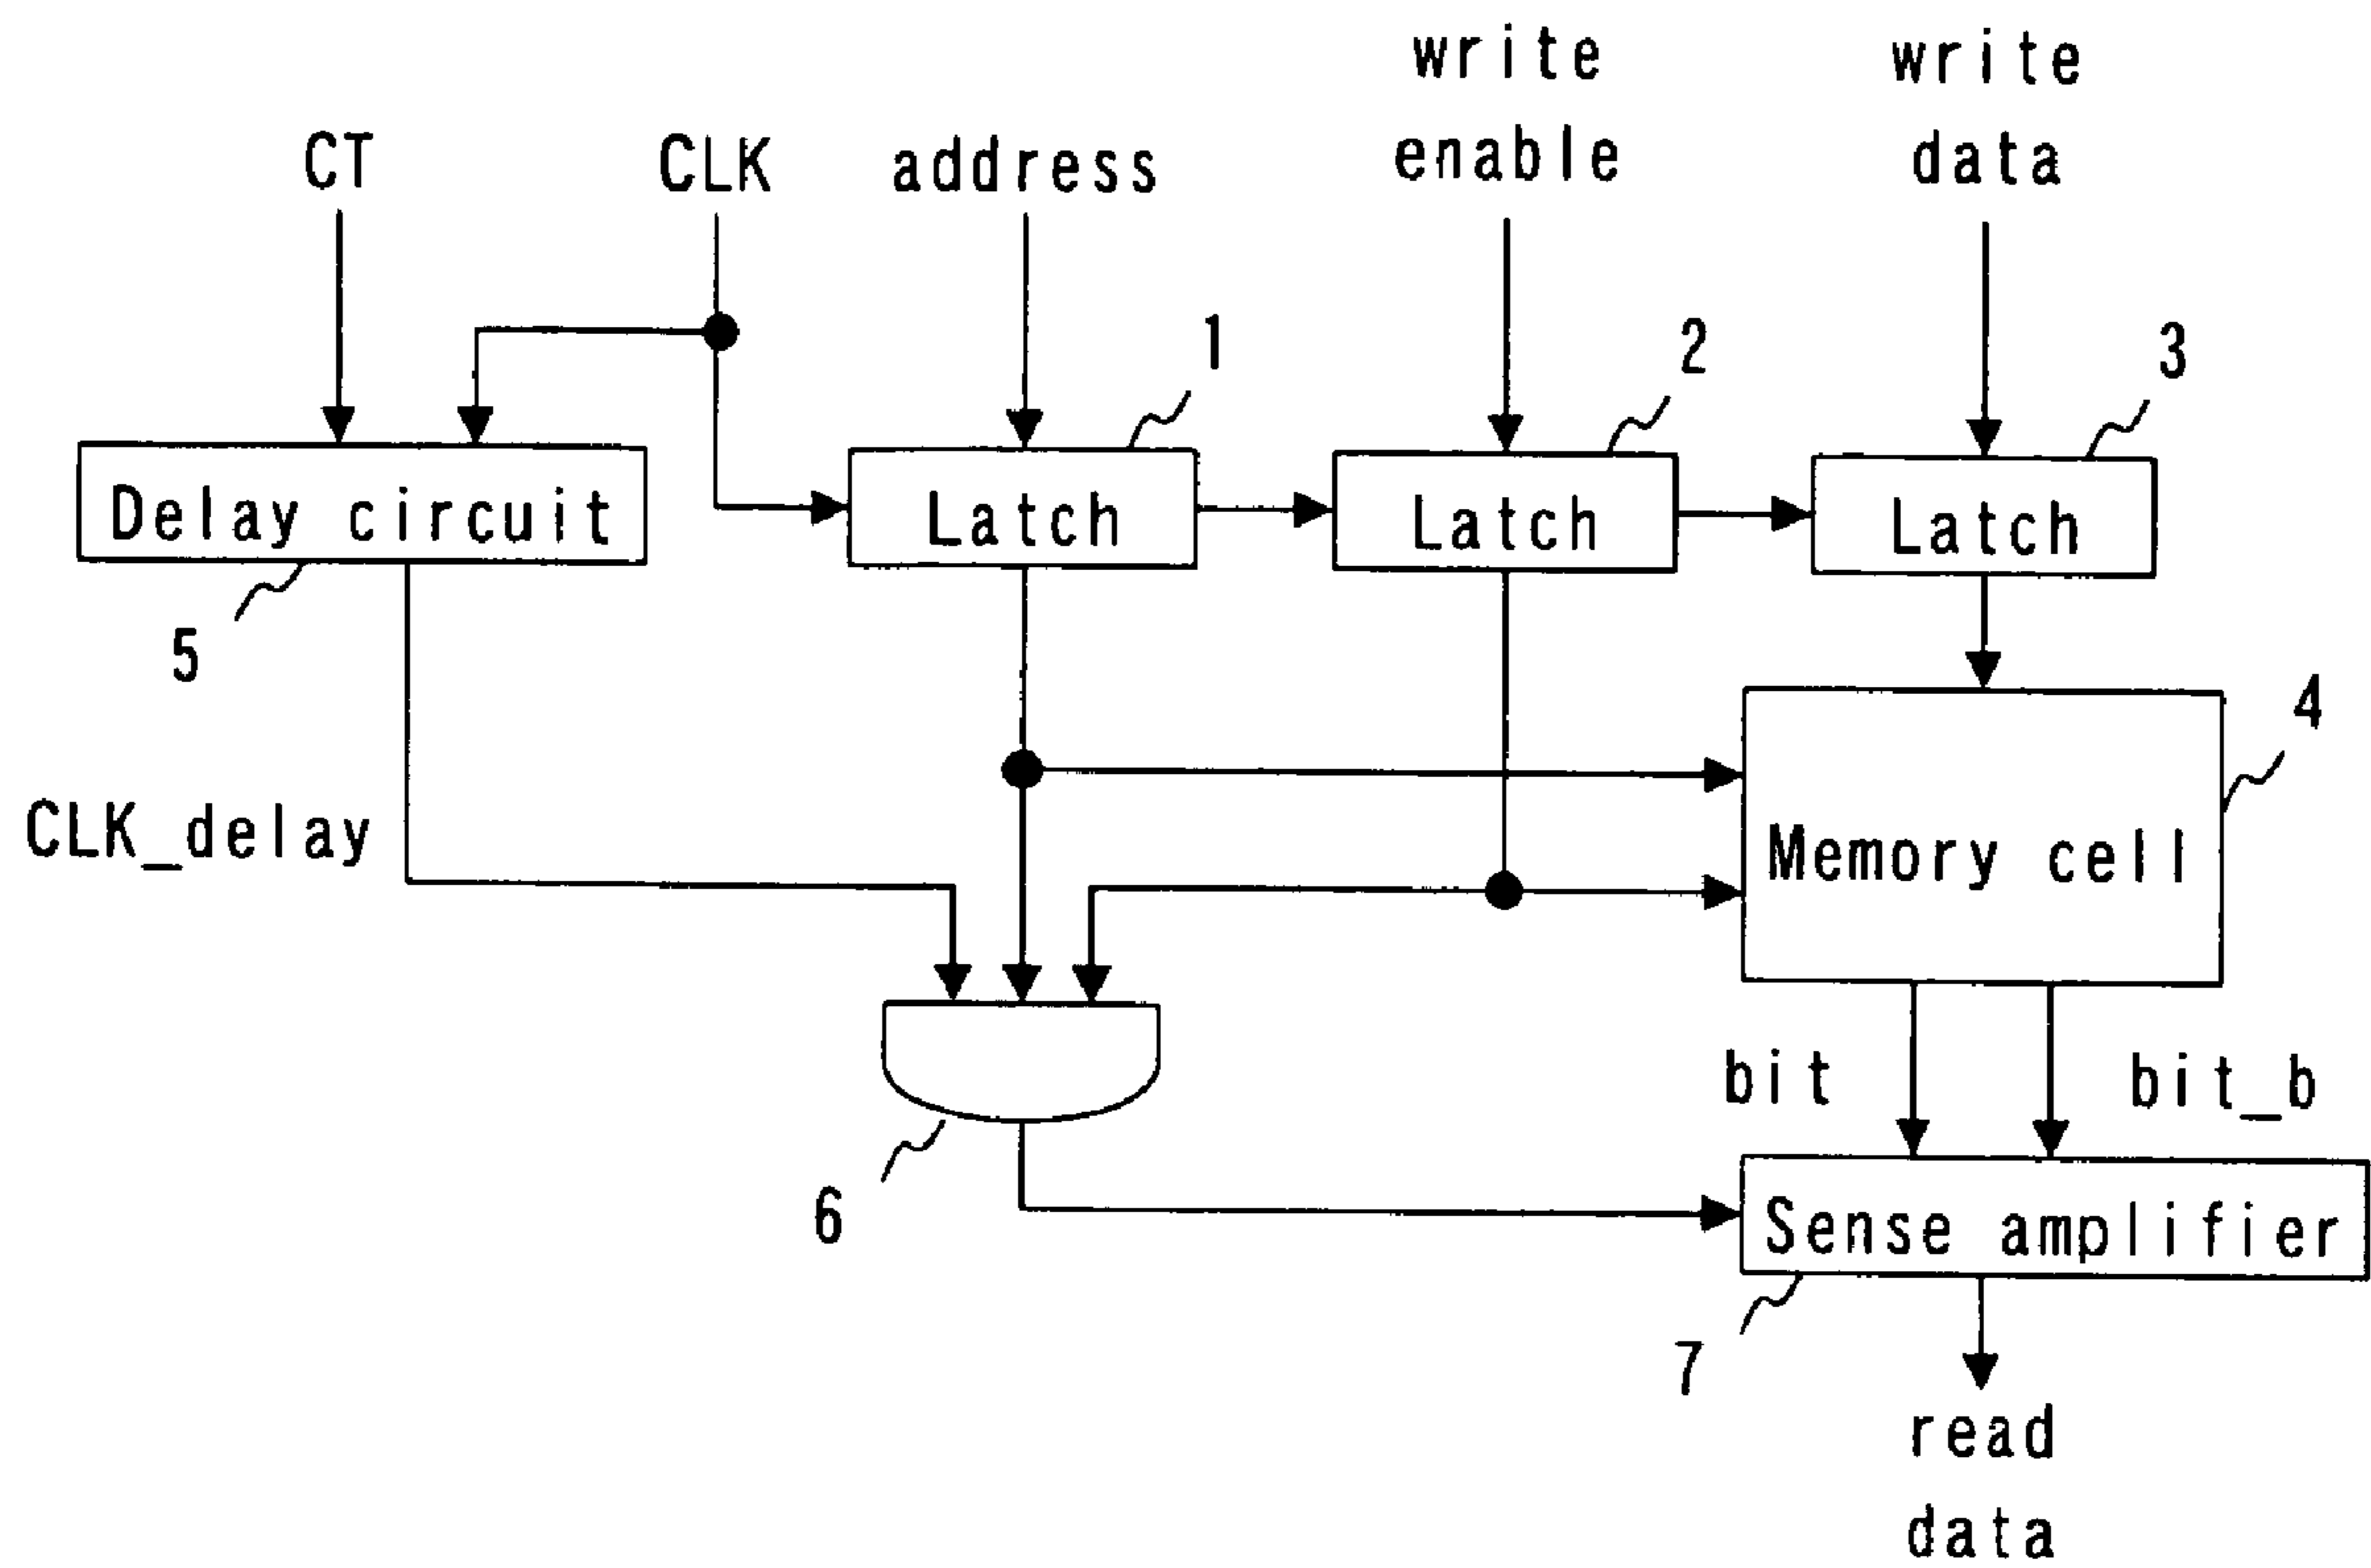 write
enable
write
data
CT
CLK
address
1
2
3
Delay circuit
Latch
Latch
Latch
5
4
CLK_delay
Memory cell
bit
bit_b
6
Sense amplifier
7
read
data